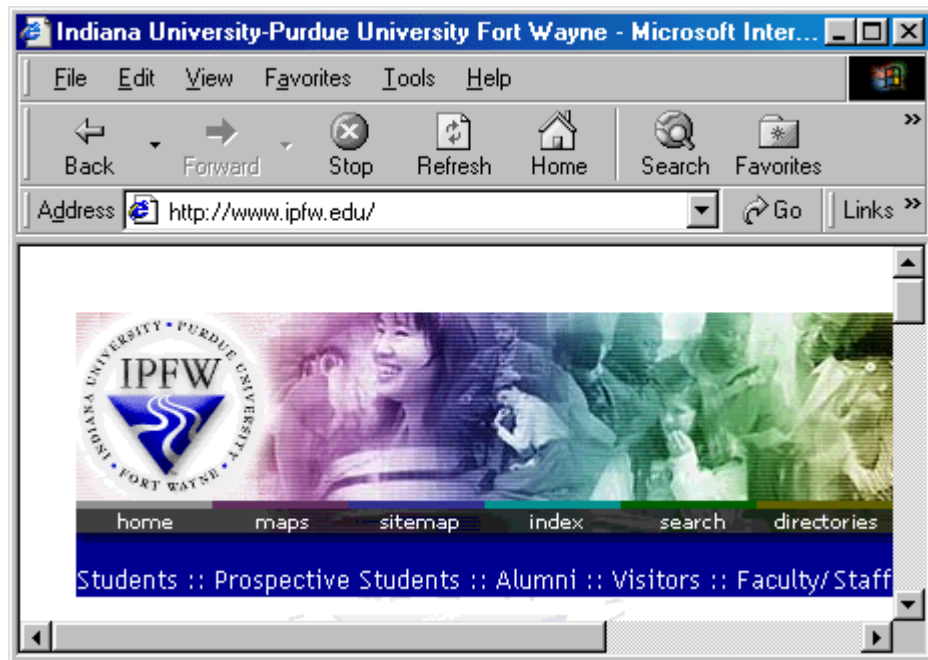 Indiana University-Purdue University Fort Wayne - Microsoft Inter...
File Edit View Favorites Tools Help
Back Forward Stop Refresh Home Search Favorites »
Address http://www.ipfw.edu/ Go Links »
INDIANA UNIVERSITY • PURDUE UNIVERSITY • FORT WAYNE •
IPFW
home maps sitemap index search directories
Students :: Prospective Students :: Alumni :: Visitors :: Faculty/Staff